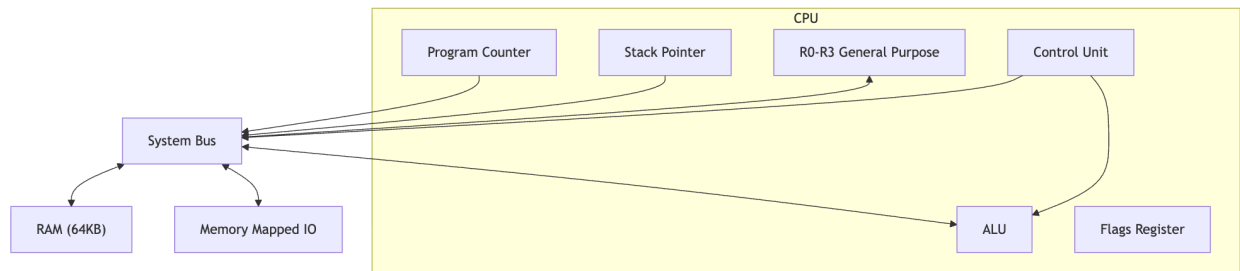 CPU
Program Counter
Stack Pointer
R0-R3 General Purpose
Control Unit
System Bus
RAM (64KB)
Memory Mapped IO
ALU
Flags Register